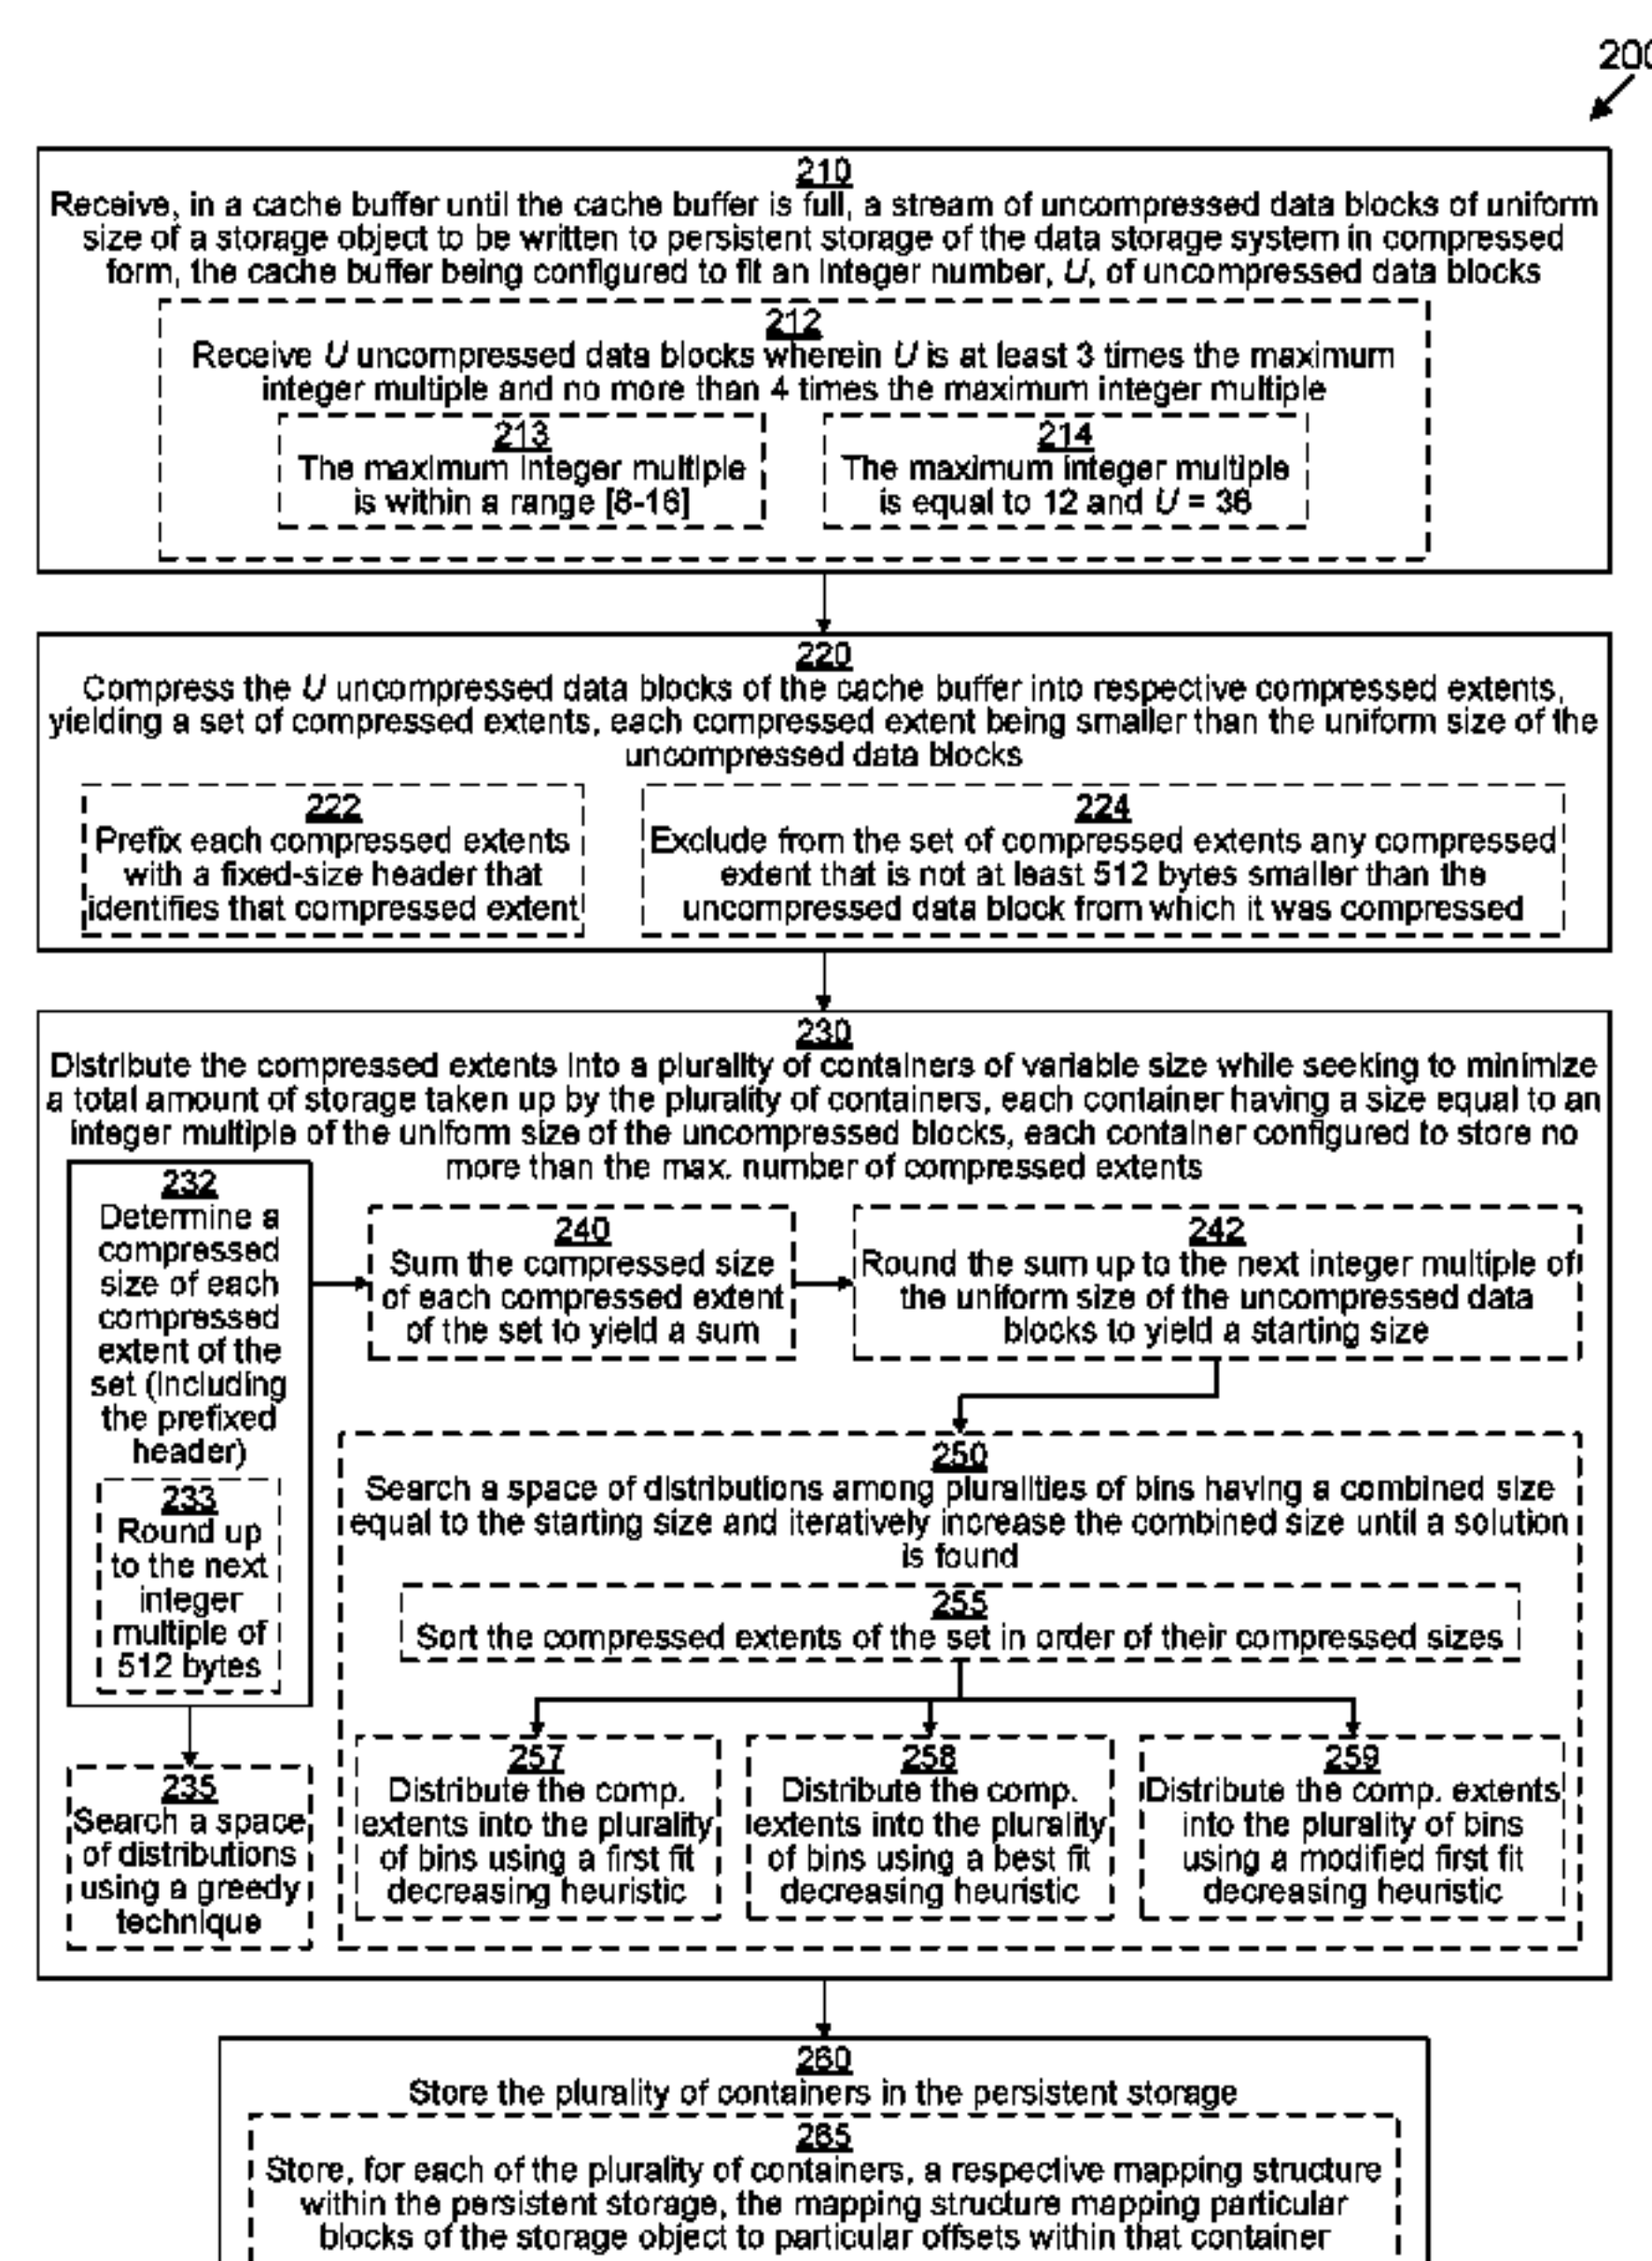 200
210
Receive, in a cache buffer until the cache buffer is full, a stream of uncompressed data blocks of uniform
size of a storage object to be written to persistent storage of the data storage system in compressed
form, the cache buffer being configured to fit an integer number, U, of uncompressed data blocks
212
Receive U uncompressed data blocks wherein U is at least 3 times the maximum
integer multiple and no more than 4 times the maximum integer multiple
213
The maximum integer multiple
is within a range [8-16]
214
The maximum integer multiple
is equal to 12 and U = 36
220
Compress the U uncompressed data blocks of the cache buffer into respective compressed extents,
yielding a set of compressed extents, each compressed extent being smaller than the uniform size of the
uncompressed data blocks
222
Prefix each compressed extents
with a fixed-size header that
identifies that compressed extent
224
Exclude from the set of compressed extents any compressed
extent that is not at least 512 bytes smaller than the
uncompressed data block from which it was compressed
230
Distribute the compressed extents into a plurality of containers of variable size while seeking to minimize
a total amount of storage taken up by the plurality of containers, each container having a size equal to an
integer multiple of the uniform size of the uncompressed blocks, each container configured to store no
more than the max. number of compressed extents
232
Determine a
compressed
size of each
compressed
extent of the
set (including
the prefixed
header)
233
Round up
to the next
integer
multiple of
512 bytes
235
Search a space
of distributions
using a greedy
technique
240
Sum the compressed size
of each compressed extent
of the set to yield a sum
242
Round the sum up to the next integer multiple of
the uniform size of the uncompressed data
blocks to yield a starting size
250
Search a space of distributions among pluralities of bins having a combined size
equal to the starting size and iteratively increase the combined size until a solution
is found
255
Sort the compressed extents of the set in order of their compressed sizes
257
Distribute the comp.
extents into the plurality
of bins using a first fit
decreasing heuristic
258
Distribute the comp.
extents into the plurality
of bins using a best fit
decreasing heuristic
259
Distribute the comp. extents
into the plurality of bins
using a modified first fit
decreasing heuristic
260
Store the plurality of containers in the persistent storage
265
Store, for each of the plurality of containers, a respective mapping structure
within the persistent storage, the mapping structure mapping particular
blocks of the storage object to particular offsets within that container